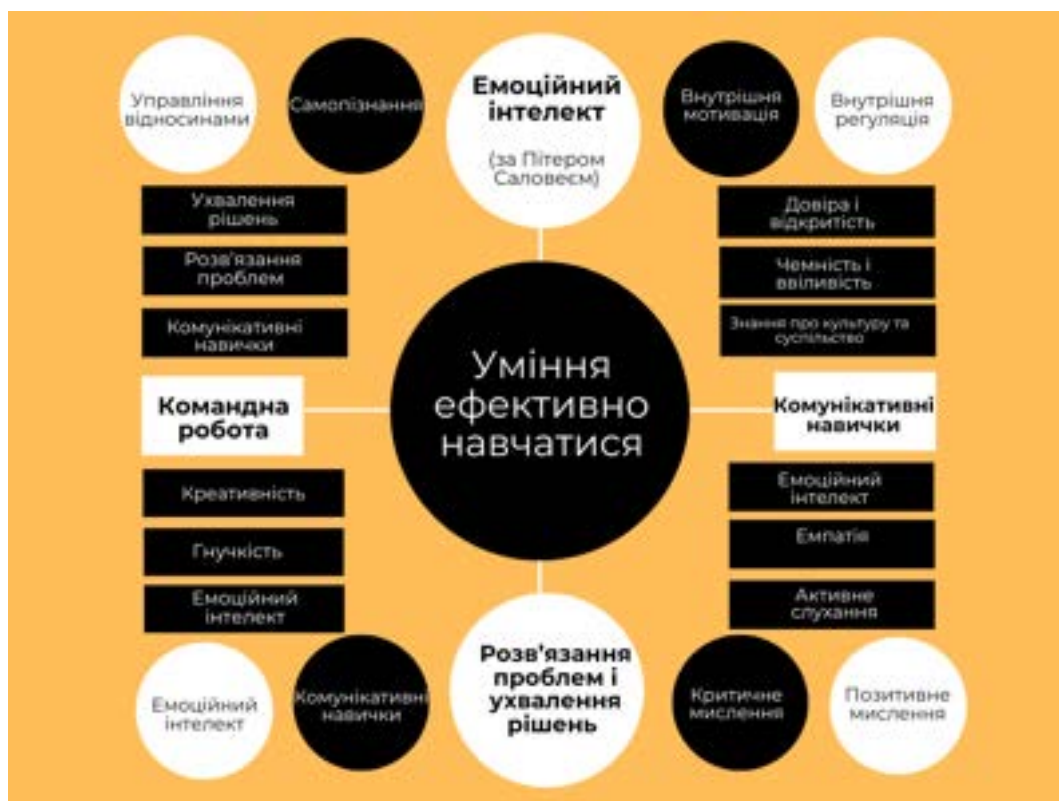 Управління
відносинами
Самопізнання
Емоційний
інтелект
(за Пітером
Саловеєм)
Внутрішня
мотивація
Внутрішня
регуляція
Ухвалення
рішень
Розв'язання
проблем
Комунікативні
навички
Довіра і
відкритість
Чемність і
ввіливість
Знання про культуру та
суспільство
Уміння
ефективно
навчатися
Командна
робота
Комунікативні
навички
Креативність
Гнучкість
Емоційний
інтелект
Емоційний
інтелект
Емпатія
Активне
слухання
Емоційний
інтелект
Комунікативні
навички
Розв'язання
проблем і
ухвалення
рішень
Критичне
мислення
Позитивне
мислення